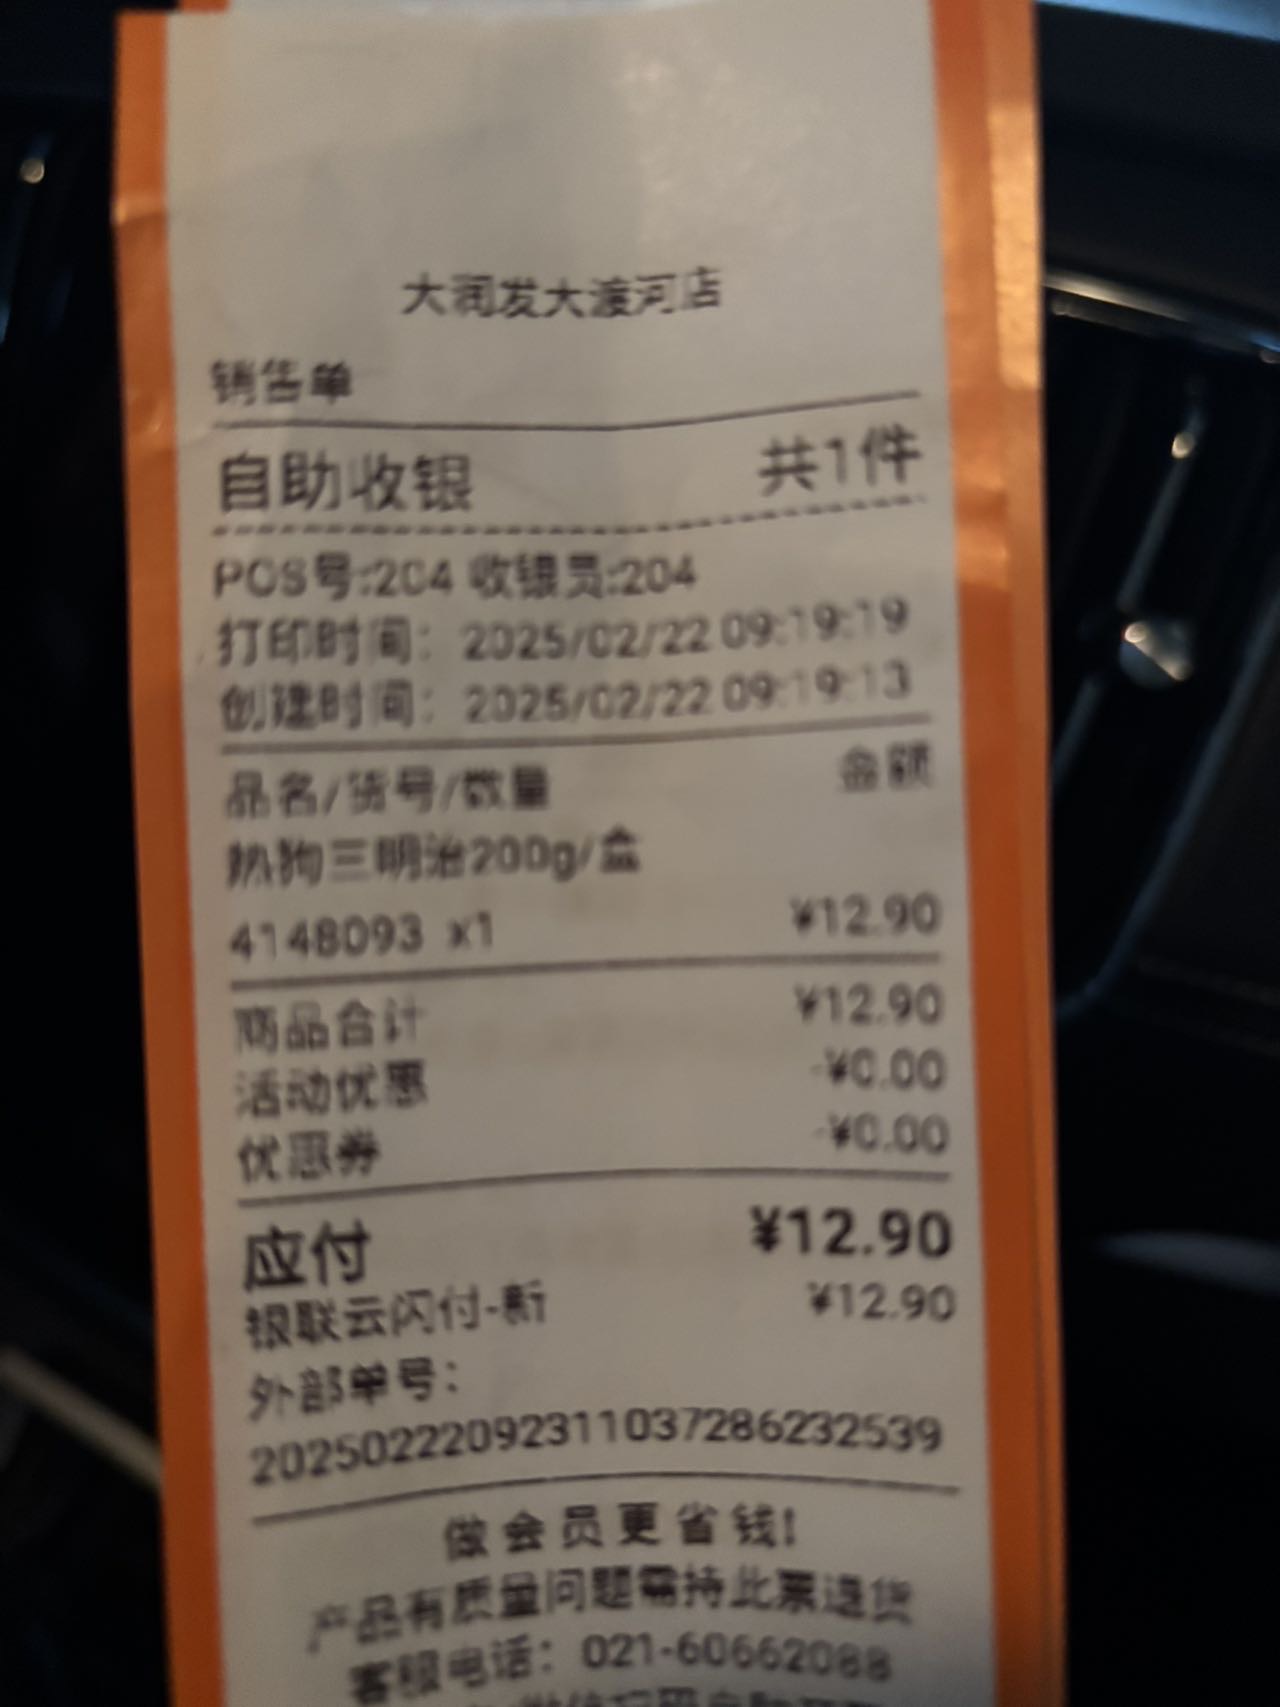 大润发大渡河店
销售单
自助收银 共1件
POS号:204 收银员:204
打印时间: 2025/02/22 09:19:19
创建时间: 2025/02/22 09:19:13
品名/货号/数量 金额
热狗三明治200g/盒
4148093 x1 ¥12.90
商品合计 ¥12.90
活动优惠 -¥0.00
优惠券 -¥0.00
应付 ¥12.90
银联云闪付-新 ¥12.90
外部单号:
2025022209231103728623​2539
做会员更省钱!
产品有质量问题需持此票退货
客服电话: 021-60662088